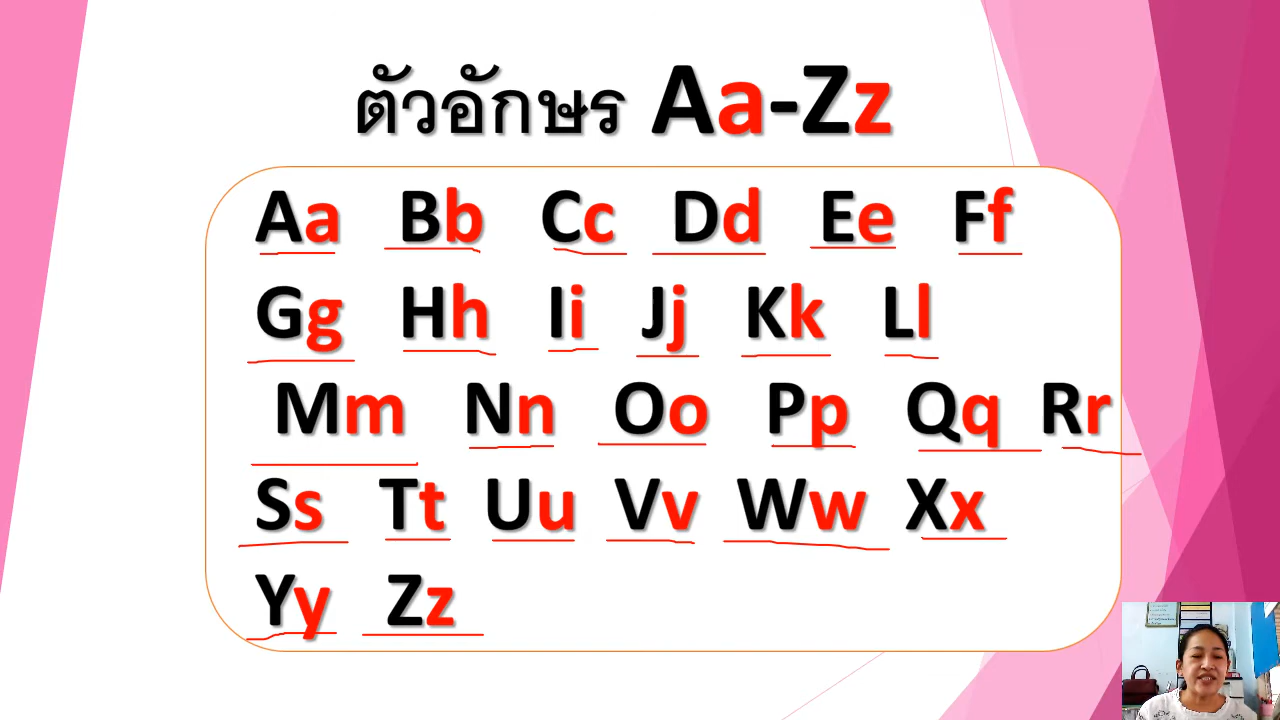 ตัวอักษร Aa-Zz
Aa Bb Cc Dd Ee Ff
Gg Hh Ii Jj Kk Ll
Mm Nn Oo Pp Qq Rr
Ss Tt Uu Vv Ww Xx
Yy Zz